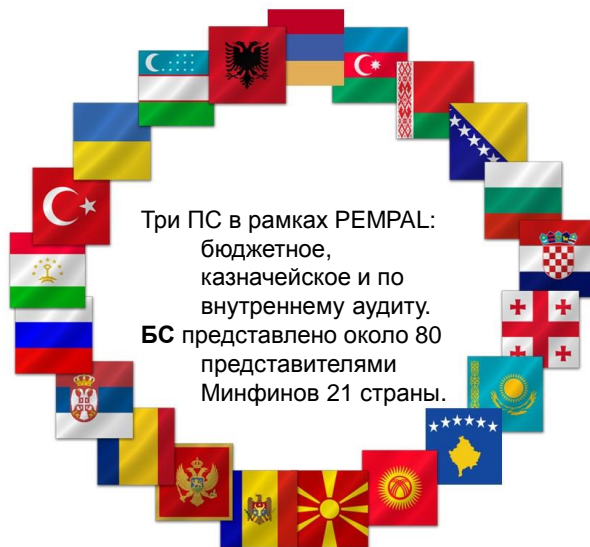 Три ПС в рамках PEMPAL:
бюджетное,
казначейское и по
внутреннему аудиту.
БС представлено около 80
представителями
Минфинов 21 страны.